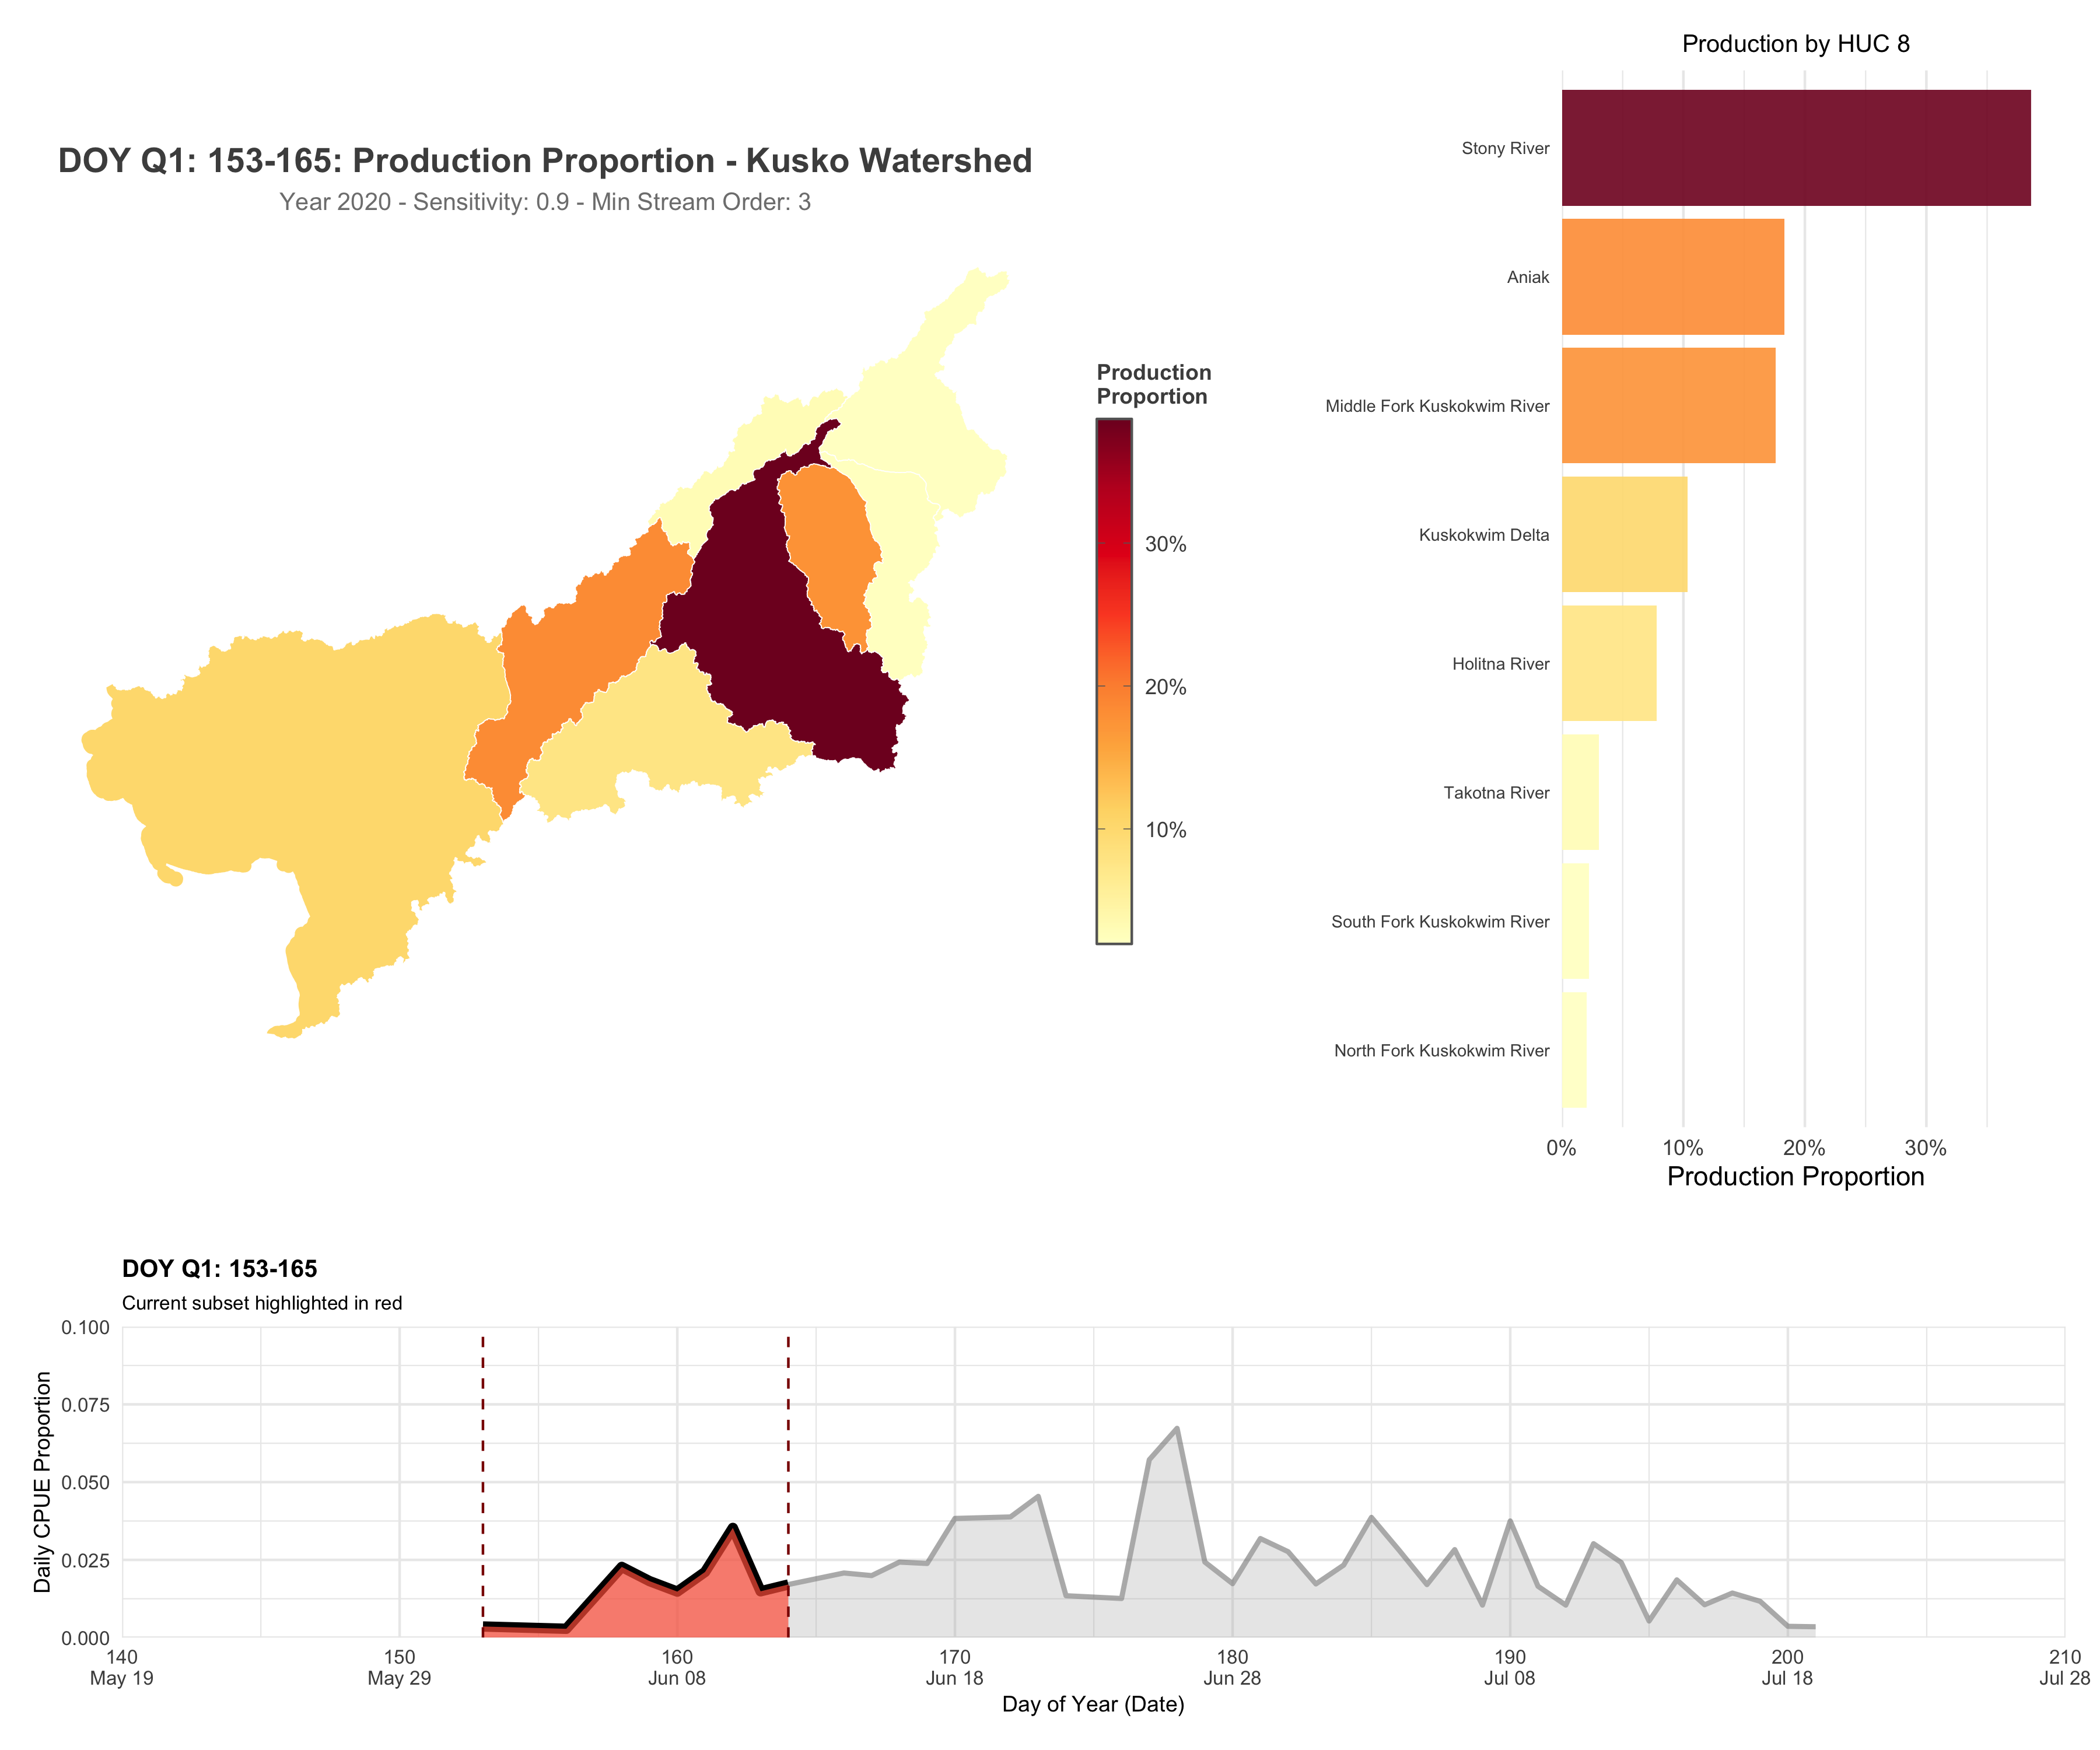 DOY Q1: 153-165: Production Proportion - Kusko Watershed
Year 2020 - Sensitivity: 0.9 - Min Stream Order: 3
Production
Proportion
30%
20%
10%
Production by HUC 8
Stony River
Aniak
Middle Fork Kuskokwim River
Kuskokwim Delta
Holitna River
Takotna River
South Fork Kuskokwim River
North Fork Kuskokwim River
0% 10% 20% 30%
Production Proportion
DOY Q1: 153-165
Current subset highlighted in red
Daily CPUE Proportion
0.100
0.075
0.050
0.025
0.000
140 150 160 170 180 190 200 210
May 19 May 29 Jun 08 Jun 18 Jun 28 Jul 08 Jul 18 Jul 28
Day of Year (Date)